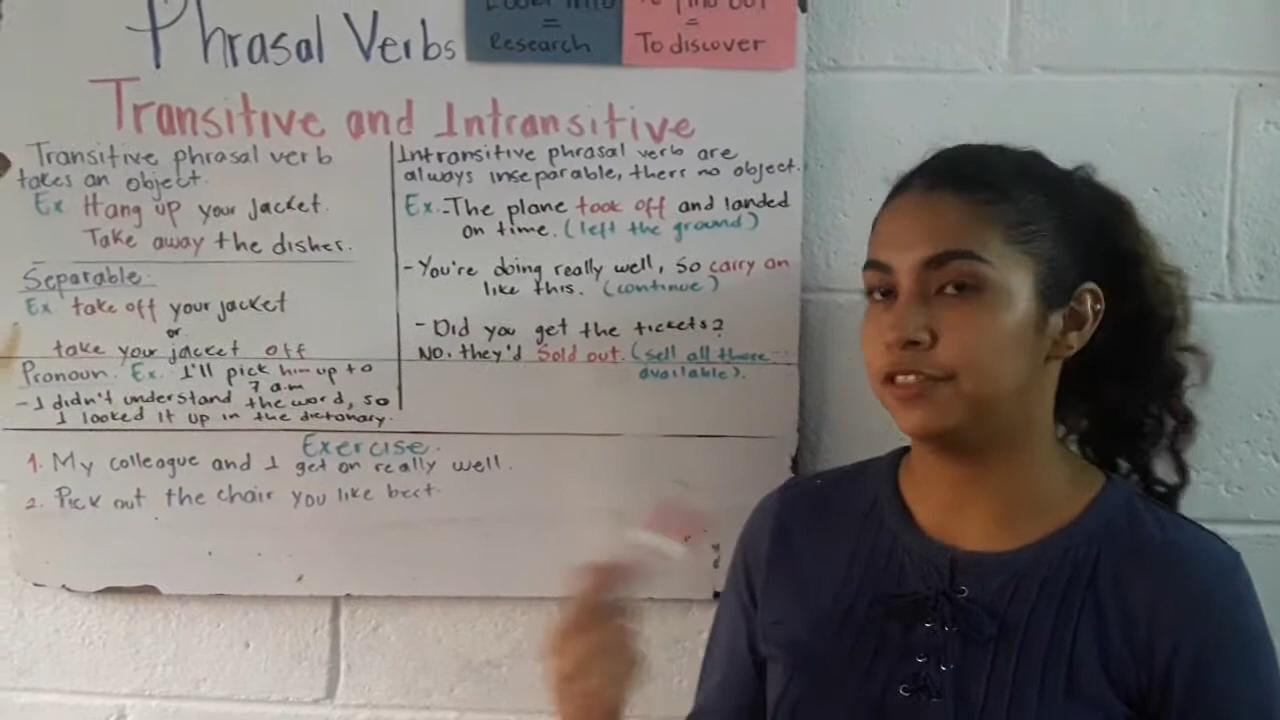 Phrasal Verbs
=
Research
=
To discover
Transitive and Intransitive
Transitive phrasal verb
takes an object.
Ex Hang up your jacket.
Take away the dishes.
Separable.
Ex take off your jacket
or
take your jacket off
Pronoun. Ex. I'll pick him up to
7 a.m
- I didn't understand the word, so
I looked it up in the dictonary.
Intransitive phrasal verb are
always inseparable, thers no object.
Ex.-The plane took off and landed
on time. (left the ground)
-You're doing really well, so carry on
like this. (continue)
- Did you get the tickets?
No, they'd Sold out. (sell all there
available).
Exercise.
1. My colleague and I get on really well.
2. Pick out the chair you like best.